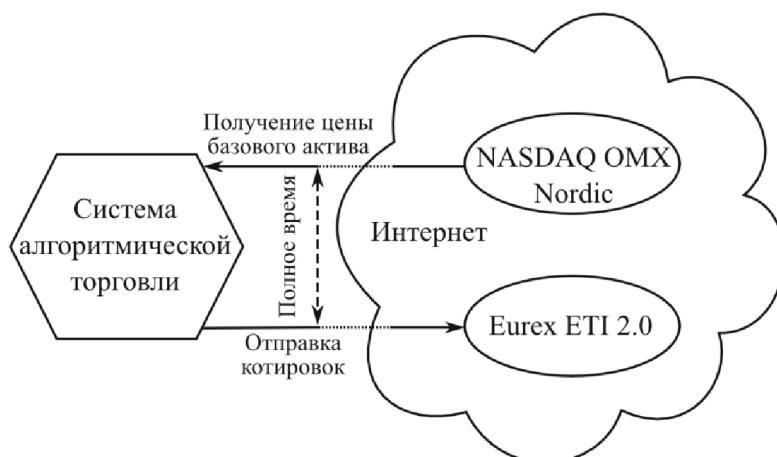 Получение цены
базового актива
NASDAQ OMX
Nordic
Система
алгоритмической
торговли
Полное время
Интернет
Eurex ETI 2.0
Отправка
котировок